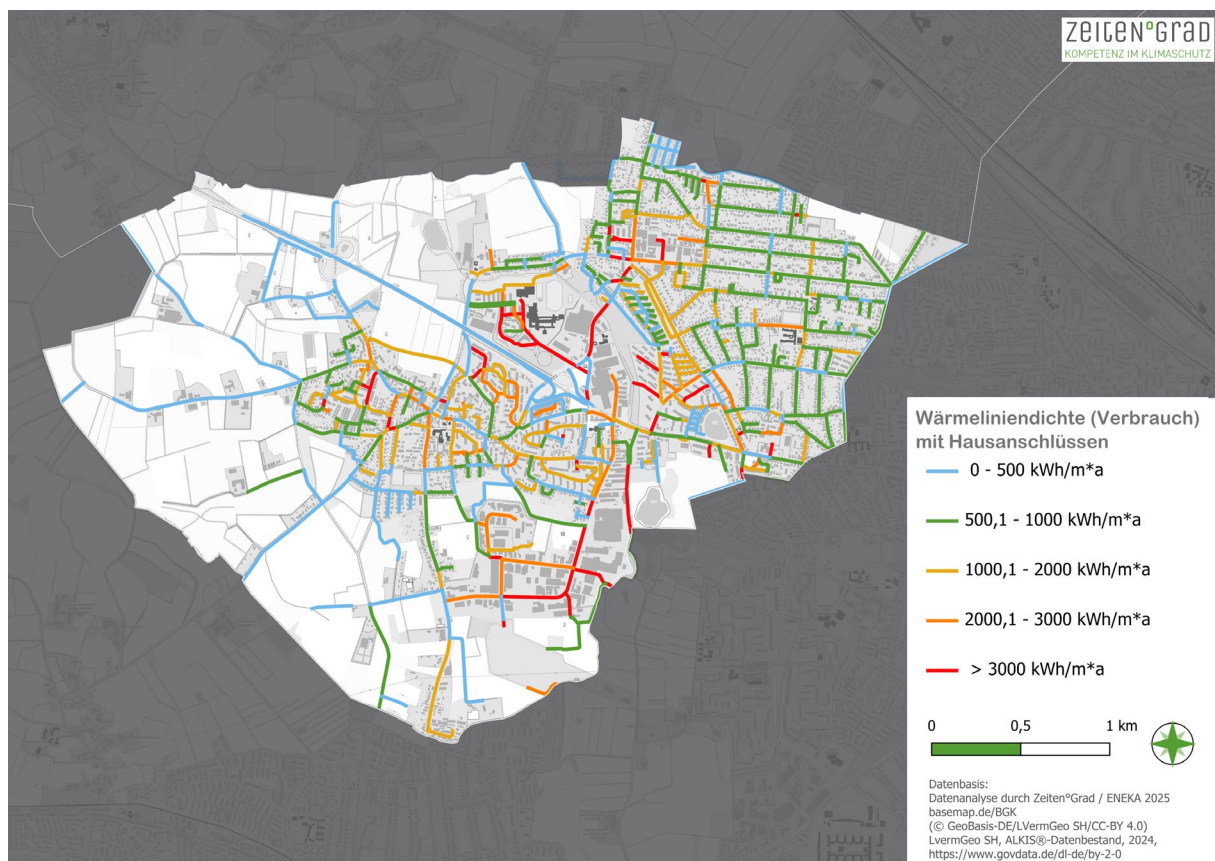 ZEITEN°GRAD
KOMPETENZ IM KLIMASCHUTZ
Wärmeliniendichte (Verbrauch)
mit Hausanschlüssen
0 - 500 kWh/m*a
500,1 - 1000 kWh/m*a
1000,1 - 2000 kWh/m*a
2000,1 - 3000 kWh/m*a
> 3000 kWh/m*a
0 0,5 1 km
Datenbasis:
Datenanalyse durch Zeiten°Grad / ENEKA 2025
basemap.de/BGK
(© GeoBasis-DE/LVermGeo SH/CC-BY 4.0)
LvermGeo SH, ALKIS®-Datenbestand, 2024,
https://www.govdata.de/dl-de/by-2-0